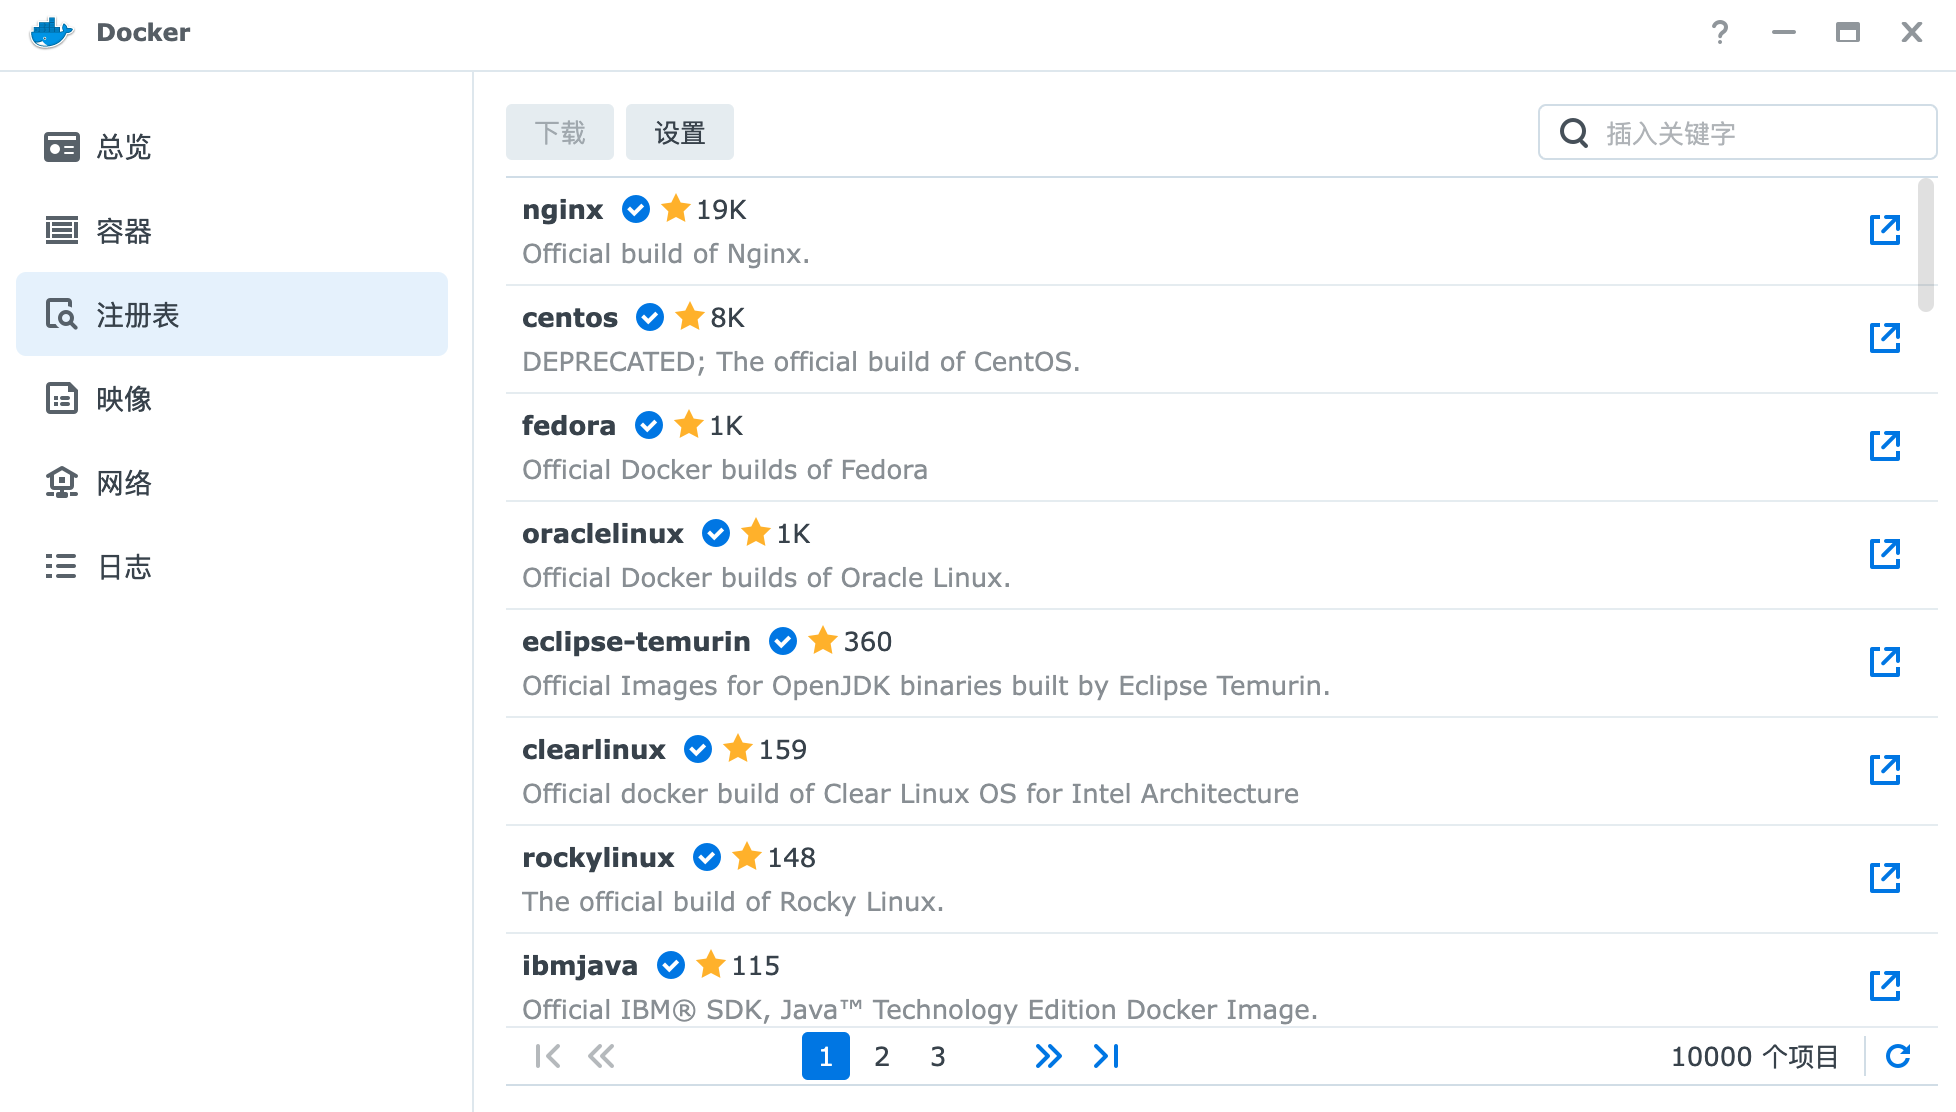 Docker
总览
容器
注册表
映像
网络
日志
下载
设置
插入关键字
nginx 19K
Official build of Nginx.
centos 8K
DEPRECATED; The official build of CentOS.
fedora 1K
Official Docker builds of Fedora
oraclelinux 1K
Official Docker builds of Oracle Linux.
eclipse-temurin 360
Official Images for OpenJDK binaries built by Eclipse Temurin.
clearlinux 159
Official docker build of Clear Linux OS for Intel Architecture
rockylinux 148
The official build of Rocky Linux.
ibmjava 115
Official IBM® SDK, Java™ Technology Edition Docker Image.
1 2 3
10000 个项目